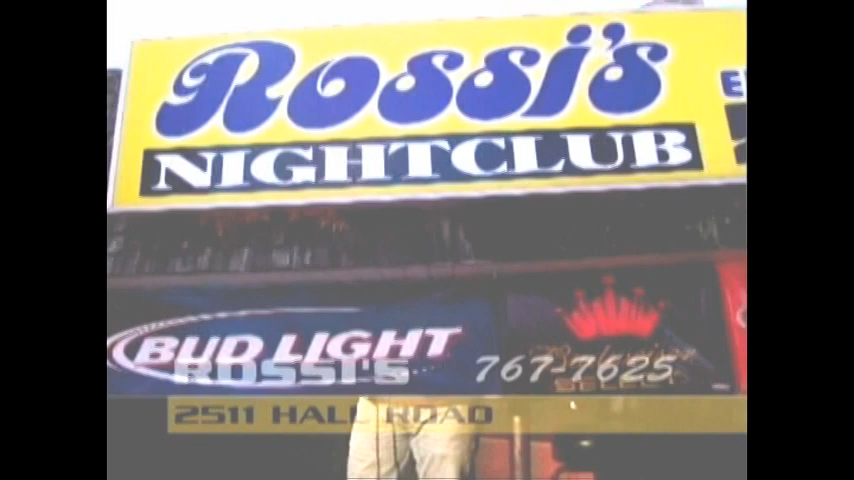 Rossi's
E
NIGHTCLUB
BUD LIGHT
ROSSI'S
767-7625
2511 HALL ROAD